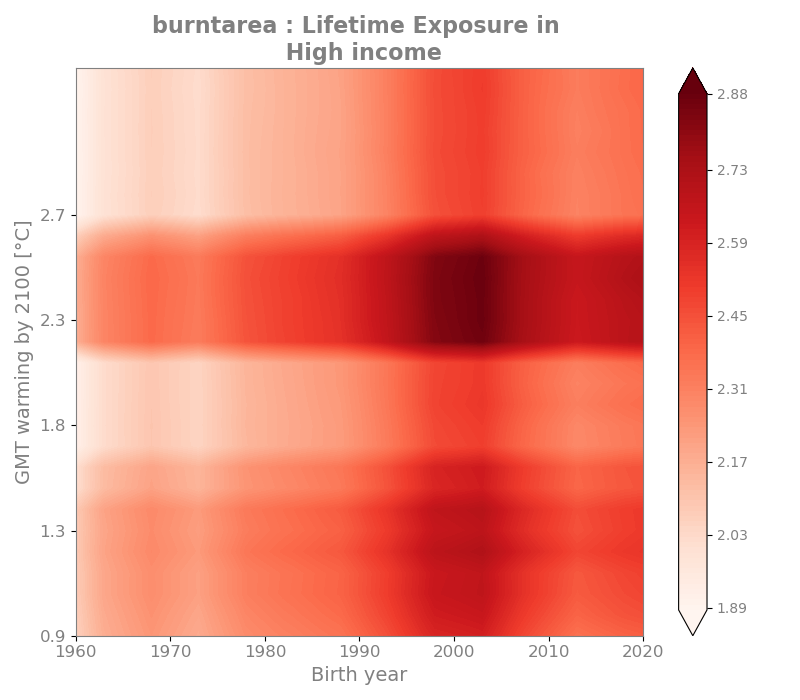 burntarea : Lifetime Exposure in
High income
GMT warming by 2100 [°C]
2.7
2.3
1.8
1.3
0.9
1960 1970 1980 1990 2000 2010 2020
Birth year
2.88
2.73
2.59
2.45
2.31
2.17
2.03
1.89